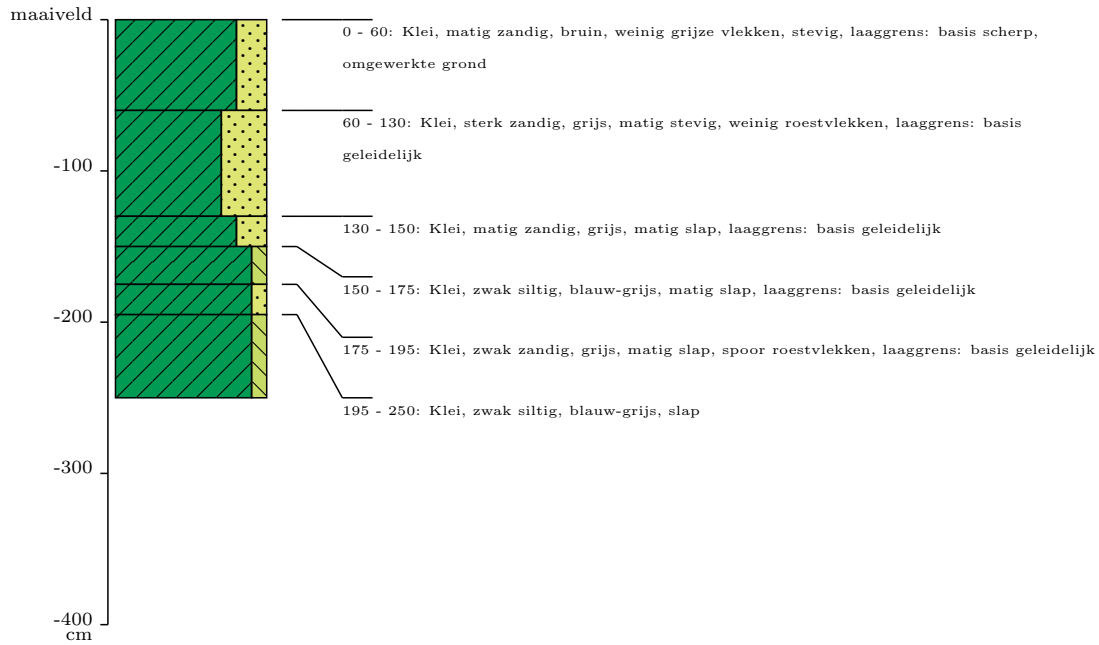 maaiveld
0 - 60: Klei, matig zandig, bruin, weinig grijze vlekken, stevig, laaggrens: basis scherp,
omgewerkte grond
60 - 130: Klei, sterk zandig, grijs, matig stevig, weinig roestvlekken, laaggrens: basis
geleidelijk
-100
130 - 150: Klei, matig zandig, grijs, matig slap, laaggrens: basis geleidelijk
150 - 175: Klei, zwak siltig, blauw-grijs, matig slap, laaggrens: basis geleidelijk
-200
175 - 195: Klei, zwak zandig, grijs, matig slap, spoor roestvlekken, laaggrens: basis geleidelijk
195 - 250: Klei, zwak siltig, blauw-grijs, slap
-300
-400
cm